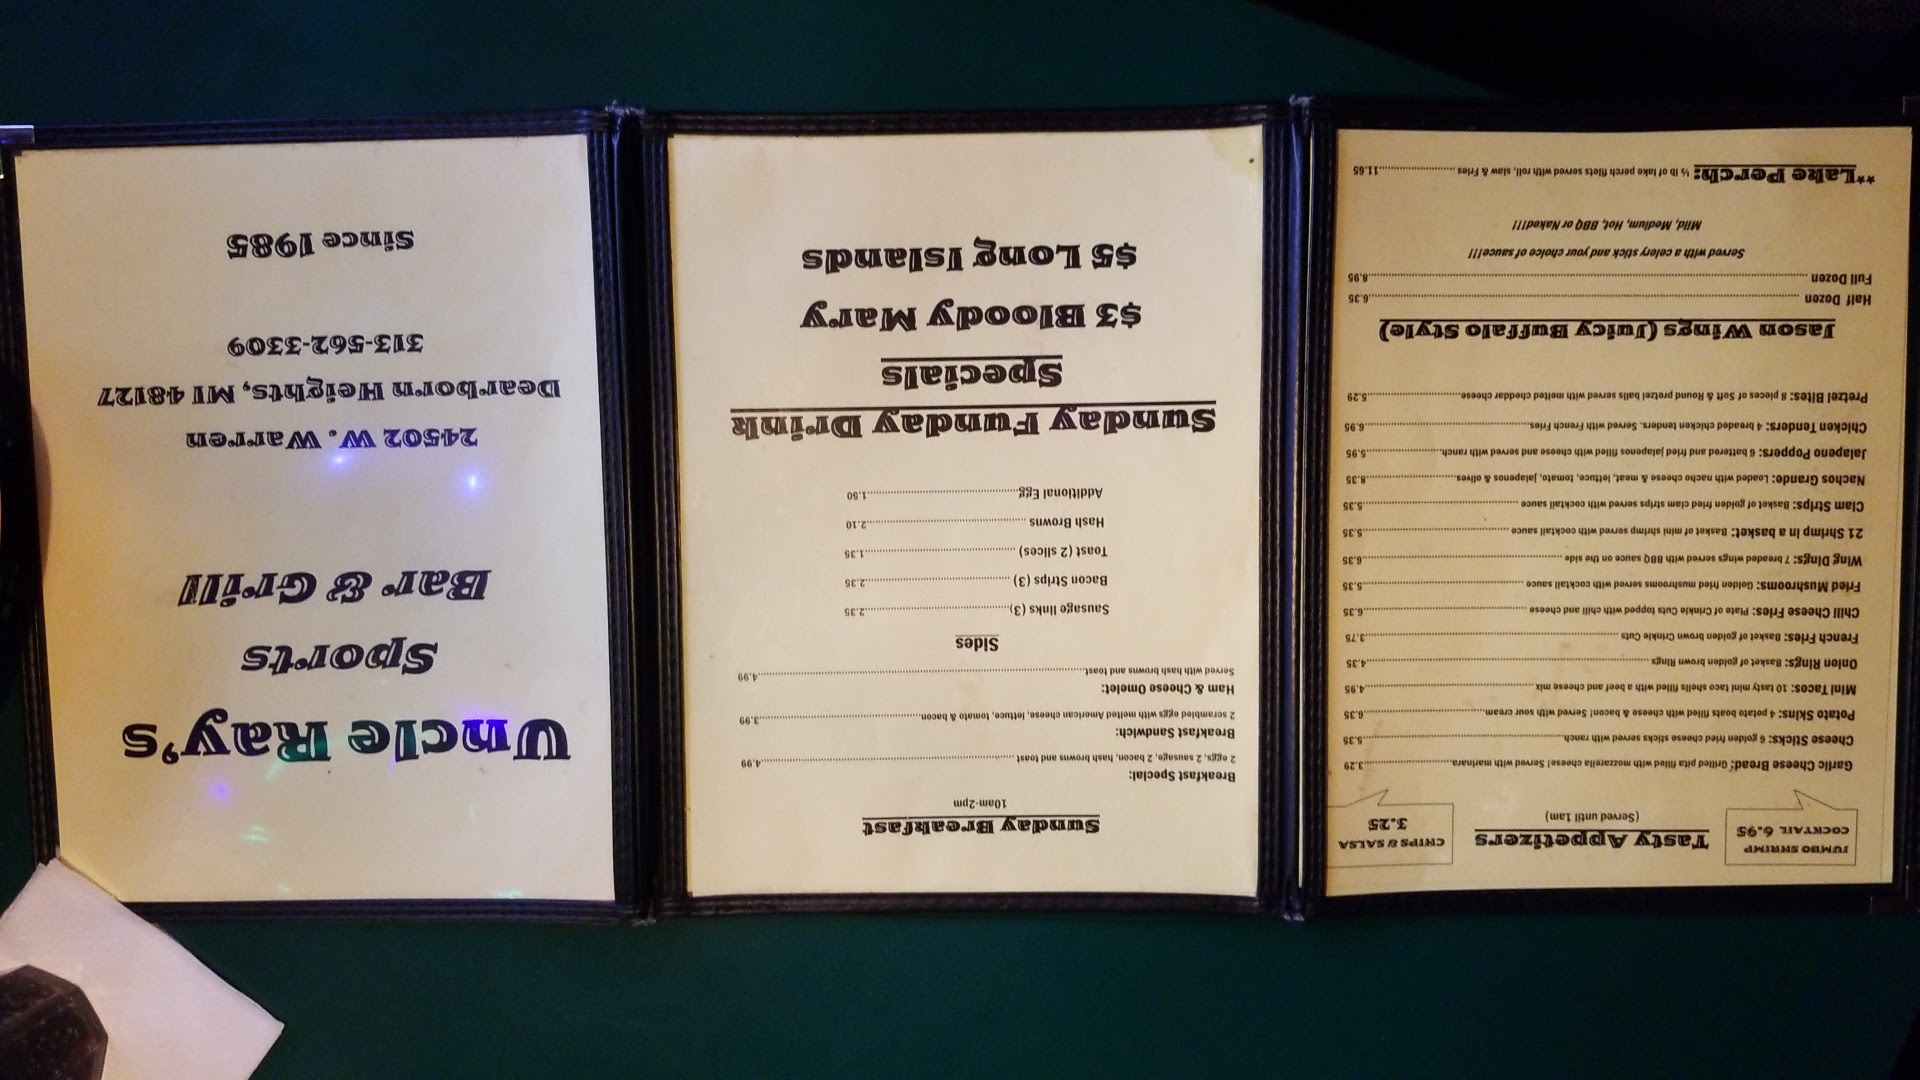 JUMBO SHRIMP
COCKTAIL 6.95
Tasty Appetizers
(Served until 1am)
CHIPS & SALSA
3.25
Garlic Cheese Bread: Grilled pita filled with mozzarella cheese! Served with marinara..........3.29
Cheese Sticks: 6 golden fried cheese sticks served with ranch..........5.35
Potato Skins: 4 potato boats filled with cheese & bacon! Served with sour cream..........6.35
Mini Tacos: 10 tasty mini taco shells filled with a beef and cheese mix..........4.95
Onion Rings: Basket of golden brown Rings..........4.35
French Fries: Basket of golden brown Crinkle Cuts..........3.75
Chili Cheese Fries: Plate of Crinkle Cuts topped with chili and cheese..........6.35
Fried Mushrooms: Golden fried mushrooms served with cocktail sauce..........5.35
Wing Dings: 7 breaded wings served with BBQ sauce on the side..........6.35
21 Shrimp in a basket: Basket of mini shrimp served with cocktail sauce..........5.35
Clam Strips: Basket of golden fried clam strips served with cocktail sauce..........5.35
Nachos Grande: Loaded with nacho cheese & meat, lettuce, tomato, jalapenos & olives..........8.35
Jalapeno Poppers: 6 battered and fried jalapenos filled with cheese and served with ranch..........5.95
Chicken Tenders: 4 breaded chicken tenders. Served with French Fries..........6.95
Pretzel Bites: 8 pieces of Soft & Round pretzel balls served with melted cheddar cheese..........5.29
Jason Wings (Juicy Buffalo Style)
Half Dozen..........6.35
Full Dozen..........8.95
Served with a celery stick and your choice of sauce!!!
Mild, Medium, Hot, BBQ or Naked!!!!
**Lake Perch: ½ lb of lake perch filets served with roll, slaw & Fries..........11.65
Sunday Breakfast
10am-2pm
Breakfast Special:
2 eggs, 2 sausage, 2 bacon, hash browns and toast..........4.99
Breakfast Sandwich:
2 scrambled eggs with melted American cheese, lettuce, tomato & bacon..........3.99
Ham & Cheese Omelet:
Served with hash browns and toast..........4.99
Sides
Sausage links (3)..........2.35
Bacon Strips (3)..........2.35
Toast (2 slices)..........1.35
Hash Browns..........2.10
Additional Egg..........1.50
Sunday Funday Drink
Specials
$3 Bloody Mary
$5 Long Islands
Uncle Ray's
Sports
Bar & Grill
24502 W. Warren
Dearborn Heights, MI 48127
313-562-3309
Since 1985